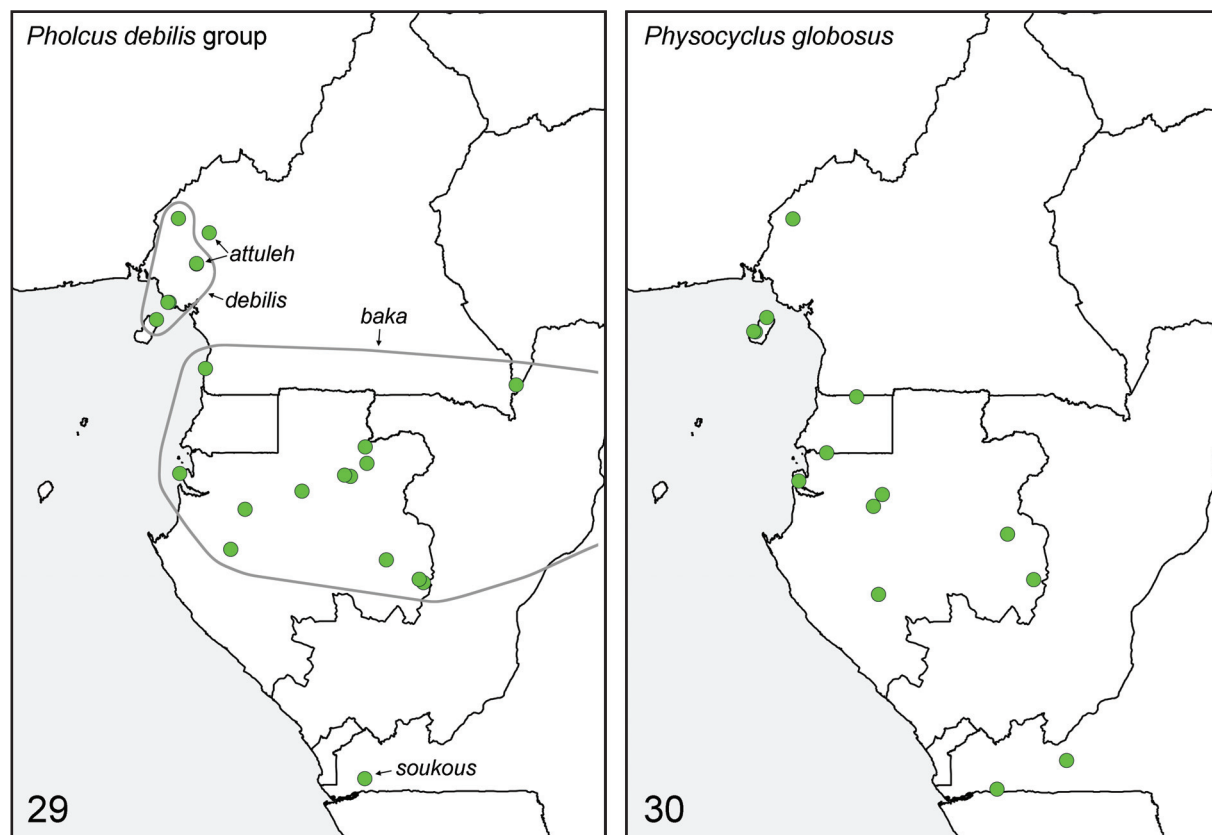 Pholcus debilis group
attuleh
debilis
baka
soukous
29
Physocyclus globosus
30